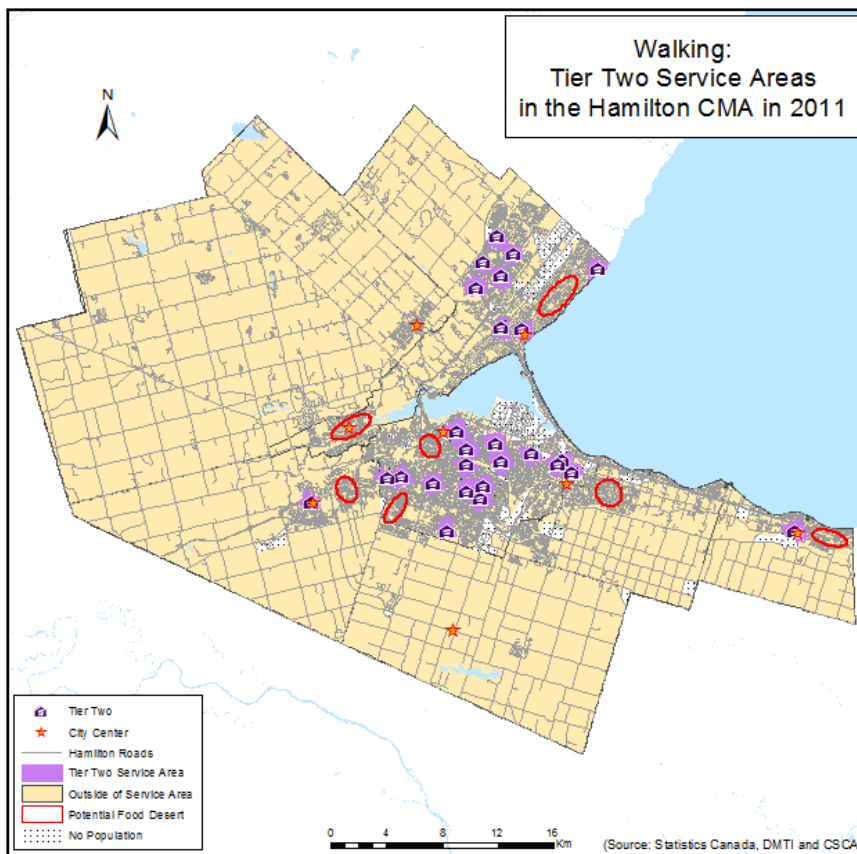 Walking:
Tier Two Service Areas
in the Hamilton CMA in 2011
N
Tier Two
City Center
Hamilton Roads
Tier Two Service Area
Outside of Service Area
Potential Food Desert
No Population
0 2 4 8 12 16
Km
(Source: Statistics Canada, DMTI and CSCA